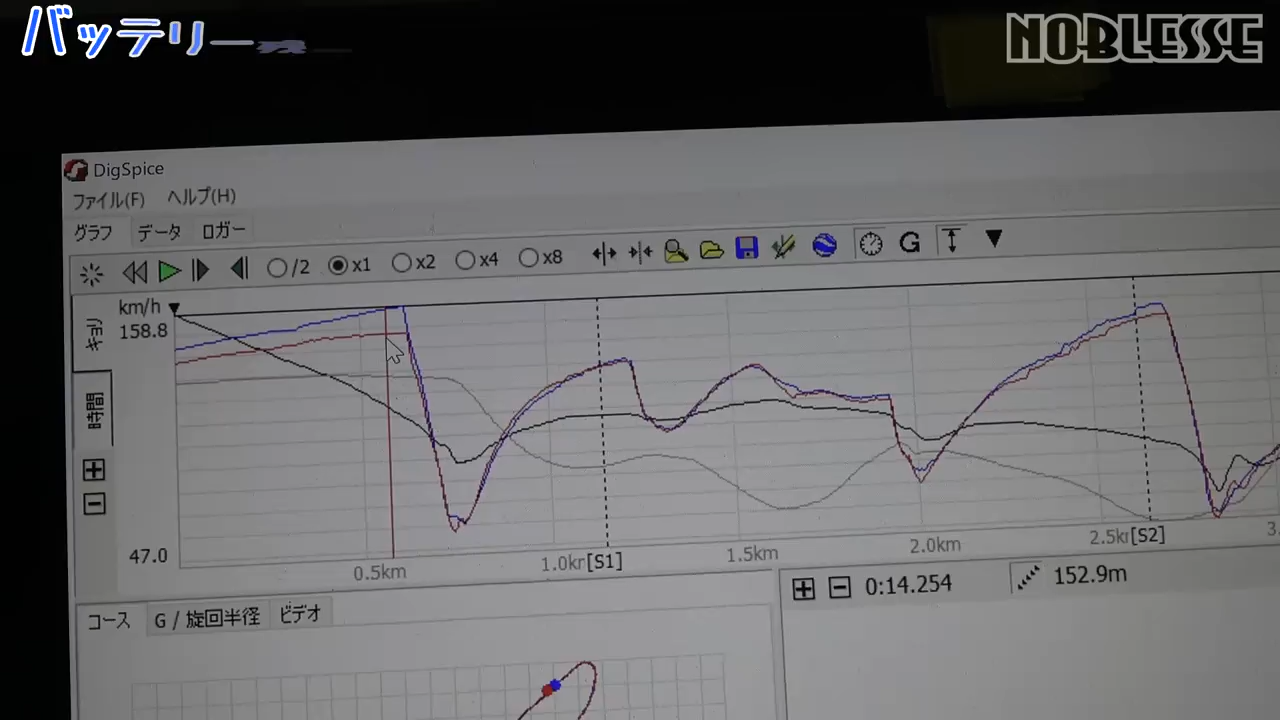 バッテリー
NOBLESSE
DigSpice
ファイル(F) ヘルプ(H)
グラフ データ ロガー
/2 x1 x2 x4 x8 G
km/h
158.8
キョリ
時間
47.0
0.5km 1.0kr[S1] 1.5km 2.0km 2.5kr[S2] 3.
0:14.254 152.9m
コース G / 旋回半径 ビデオ